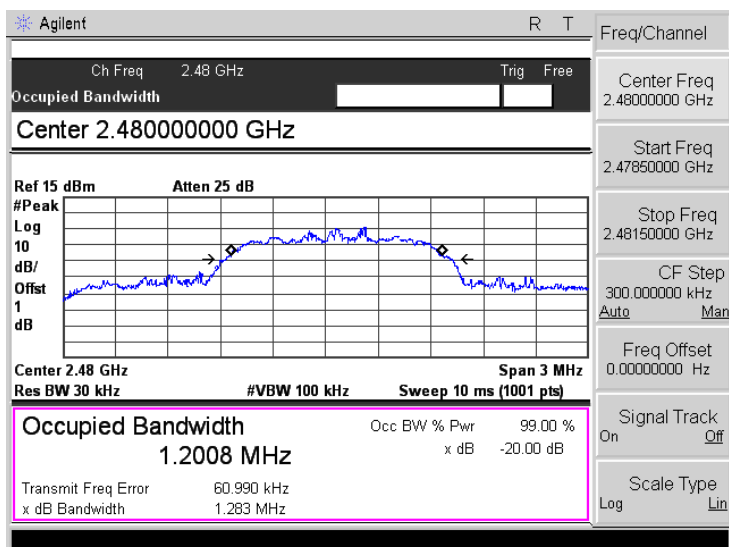 Agilent R T
Ch Freq 2.48 GHz Trig Free
Occupied Bandwidth
Center 2.480000000 GHz
Ref 15 dBm Atten 25 dB
#Peak
Log
10
dB/
Offst
1
dB
Center 2.48 GHz Span 3 MHz
Res BW 30 kHz #VBW 100 kHz Sweep 10 ms (1001 pts)
Occupied Bandwidth Occ BW % Pwr 99.00 %
1.2008 MHz x dB -20.00 dB
Transmit Freq Error 60.990 kHz
x dB Bandwidth 1.283 MHz
Freq/Channel
Center Freq
2.48000000 GHz
Start Freq
2.47850000 GHz
Stop Freq
2.48150000 GHz
CF Step
300.000000 kHz
Auto Man
Freq Offset
0.00000000 Hz
Signal Track
On Off
Scale Type
Log Lin